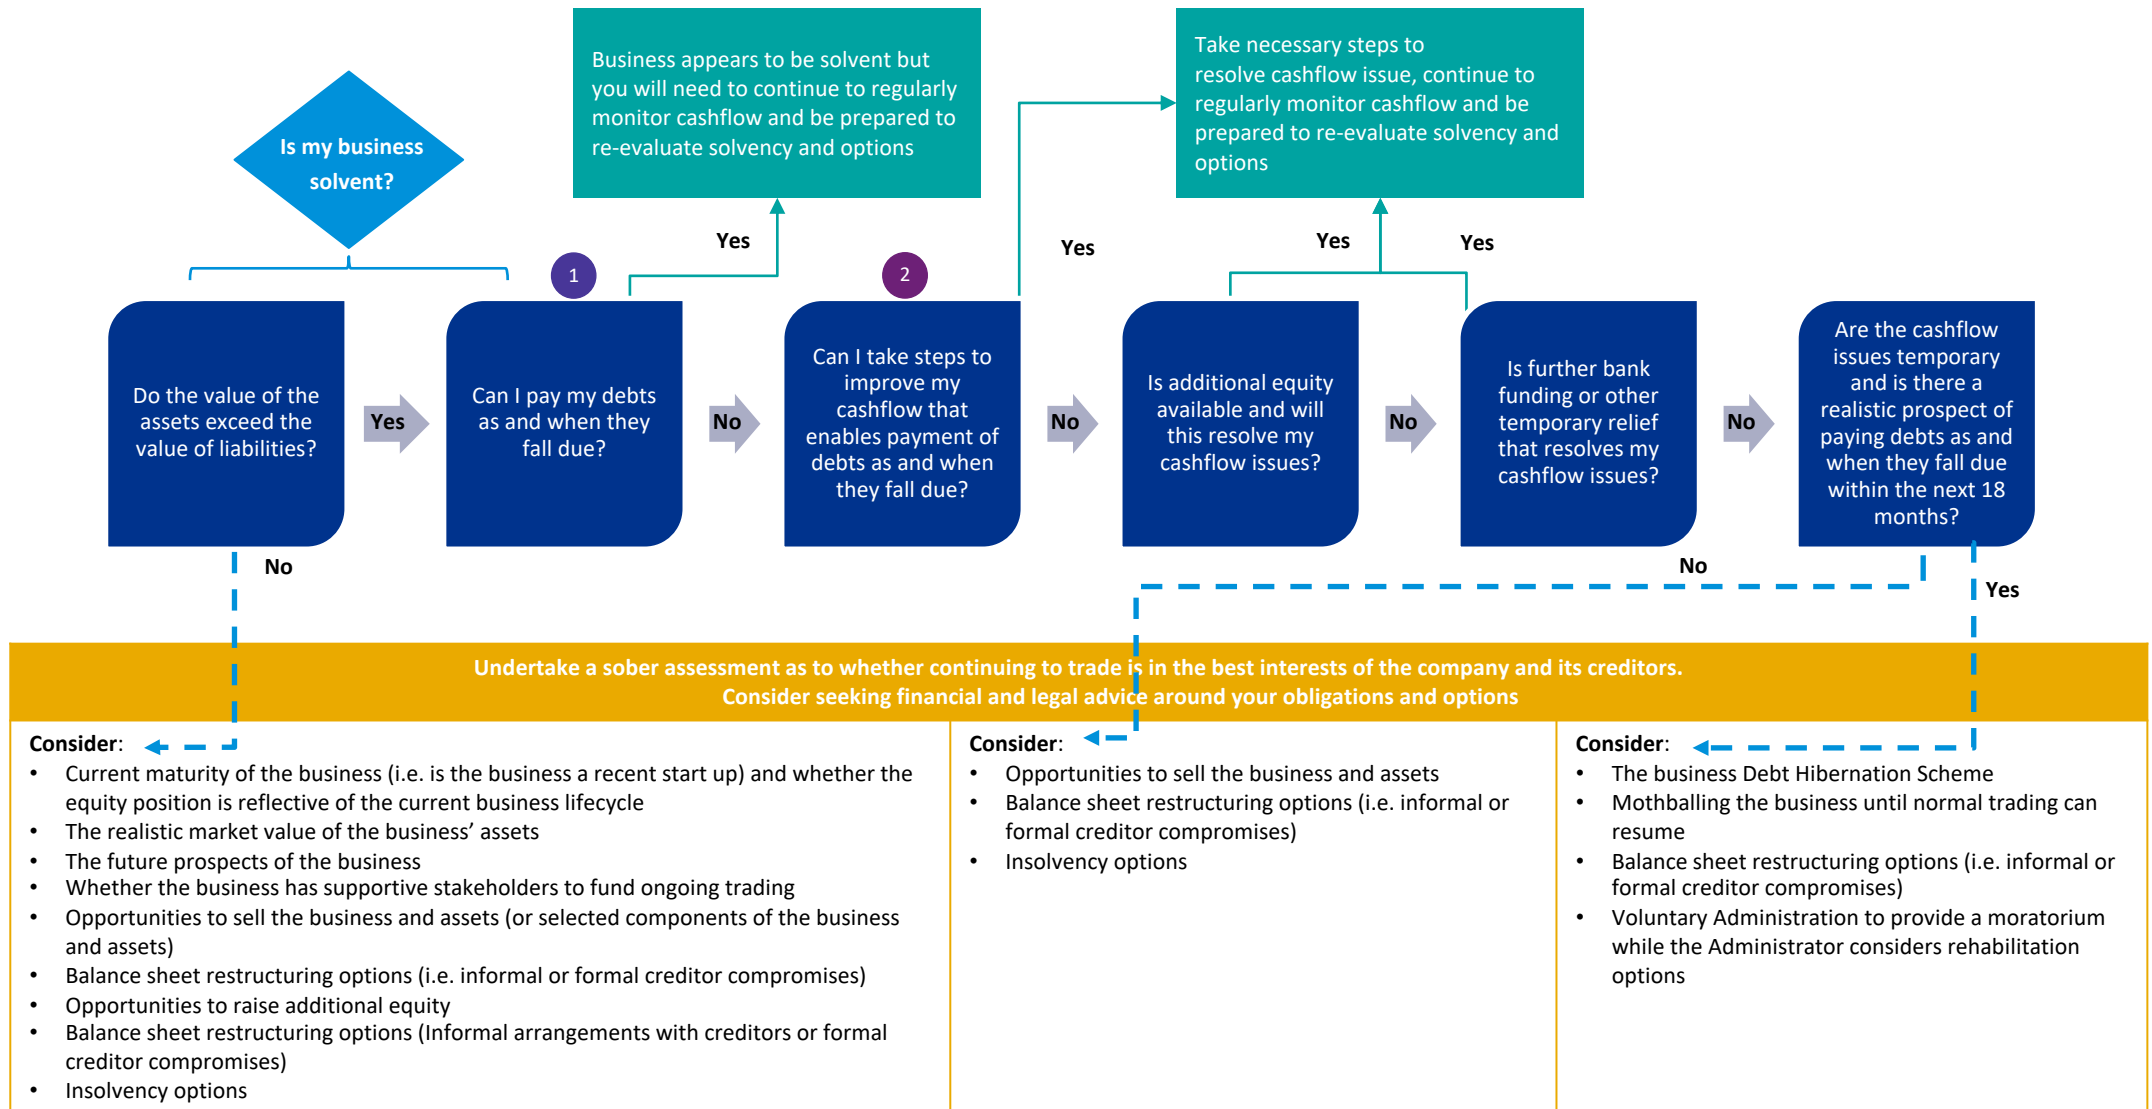 Business appears to be solvent but
you will need to continue to regularly
monitor cashflow and be prepared to
re-evaluate solvency and options
Take necessary steps to
resolve cashflow issue, continue to
regularly monitor cashflow and be
prepared to re-evaluate solvency and
options
Is my business
solvent?
Yes
Yes
Yes
Yes
1
2
Do the value of the
assets exceed the
value of liabilities?
Yes
Can I pay my debts
as and when they
fall due?
No
Can I take steps to
improve my
cashflow that
enables payment of
debts as and when
they fall due?
No
Is additional equity
available and will
this resolve my
cashflow issues?
No
Is further bank
funding or other
temporary relief
that resolves my
cashflow issues?
No
Are the cashflow
issues temporary
and is there a
realistic prospect of
paying debts as and
when they fall due
within the next 18
months?
No
No
Yes
Undertake a sober assessment as to whether continuing to trade is in the best interests of the company and its creditors.
Consider seeking financial and legal advice around your obligations and options
Consider:
• Current maturity of the business (i.e. is the business a recent start up) and whether the
equity position is reflective of the current business lifecycle
• The realistic market value of the business’ assets
• The future prospects of the business
• Whether the business has supportive stakeholders to fund ongoing trading
• Opportunities to sell the business and assets (or selected components of the business
and assets)
• Balance sheet restructuring options (i.e. informal or formal creditor compromises)
• Opportunities to raise additional equity
• Balance sheet restructuring options (Informal arrangements with creditors or formal
creditor compromises)
• Insolvency options
Consider:
• Opportunities to sell the business and assets
• Balance sheet restructuring options (i.e. informal or
formal creditor compromises)
• Insolvency options
Consider:
• The business Debt Hibernation Scheme
• Mothballing the business until normal trading can
resume
• Balance sheet restructuring options (i.e. informal or
formal creditor compromises)
• Voluntary Administration to provide a moratorium
while the Administrator considers rehabilitation
options